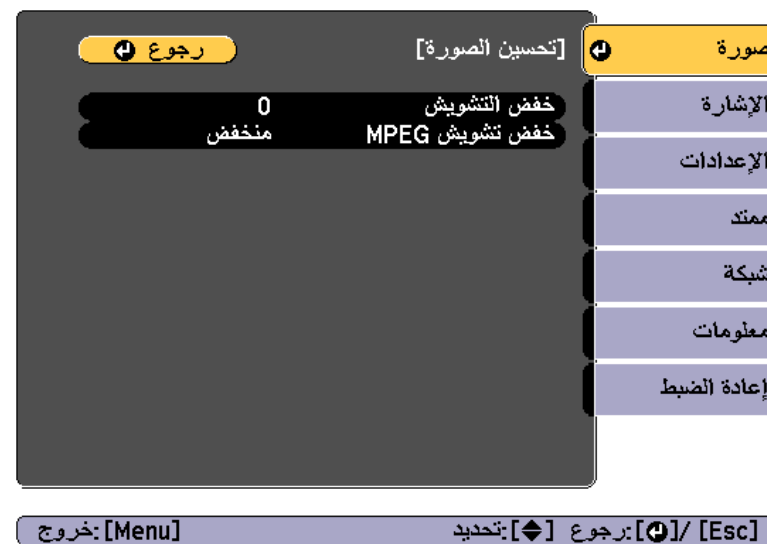 [تحسين الصورة] رجوع
خفض التشويش 0
خفض تشويش MPEG منخفض
صورة
الإشارة
الإعدادات
ممتد
شبكة
معلومات
إعادة الضبط
[Esc] /[]:رجوع []:تحديد [Menu]:خروج